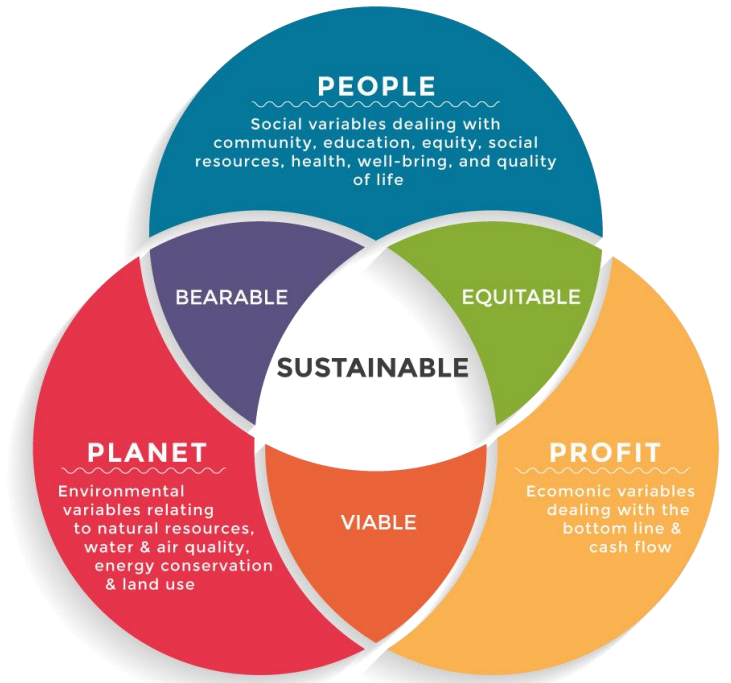 PEOPLE
Social variables dealing with
community, education, equity, social
resources, health, well-bring, and quality
of life
BEARABLE
EQUITABLE
SUSTAINABLE
PLANET
Environmental
variables relating
to natural resources,
water & air quality,
energy conservation
& land use
PROFIT
Ecomonic variables
dealing with the
bottom line &
cash flow
VIABLE